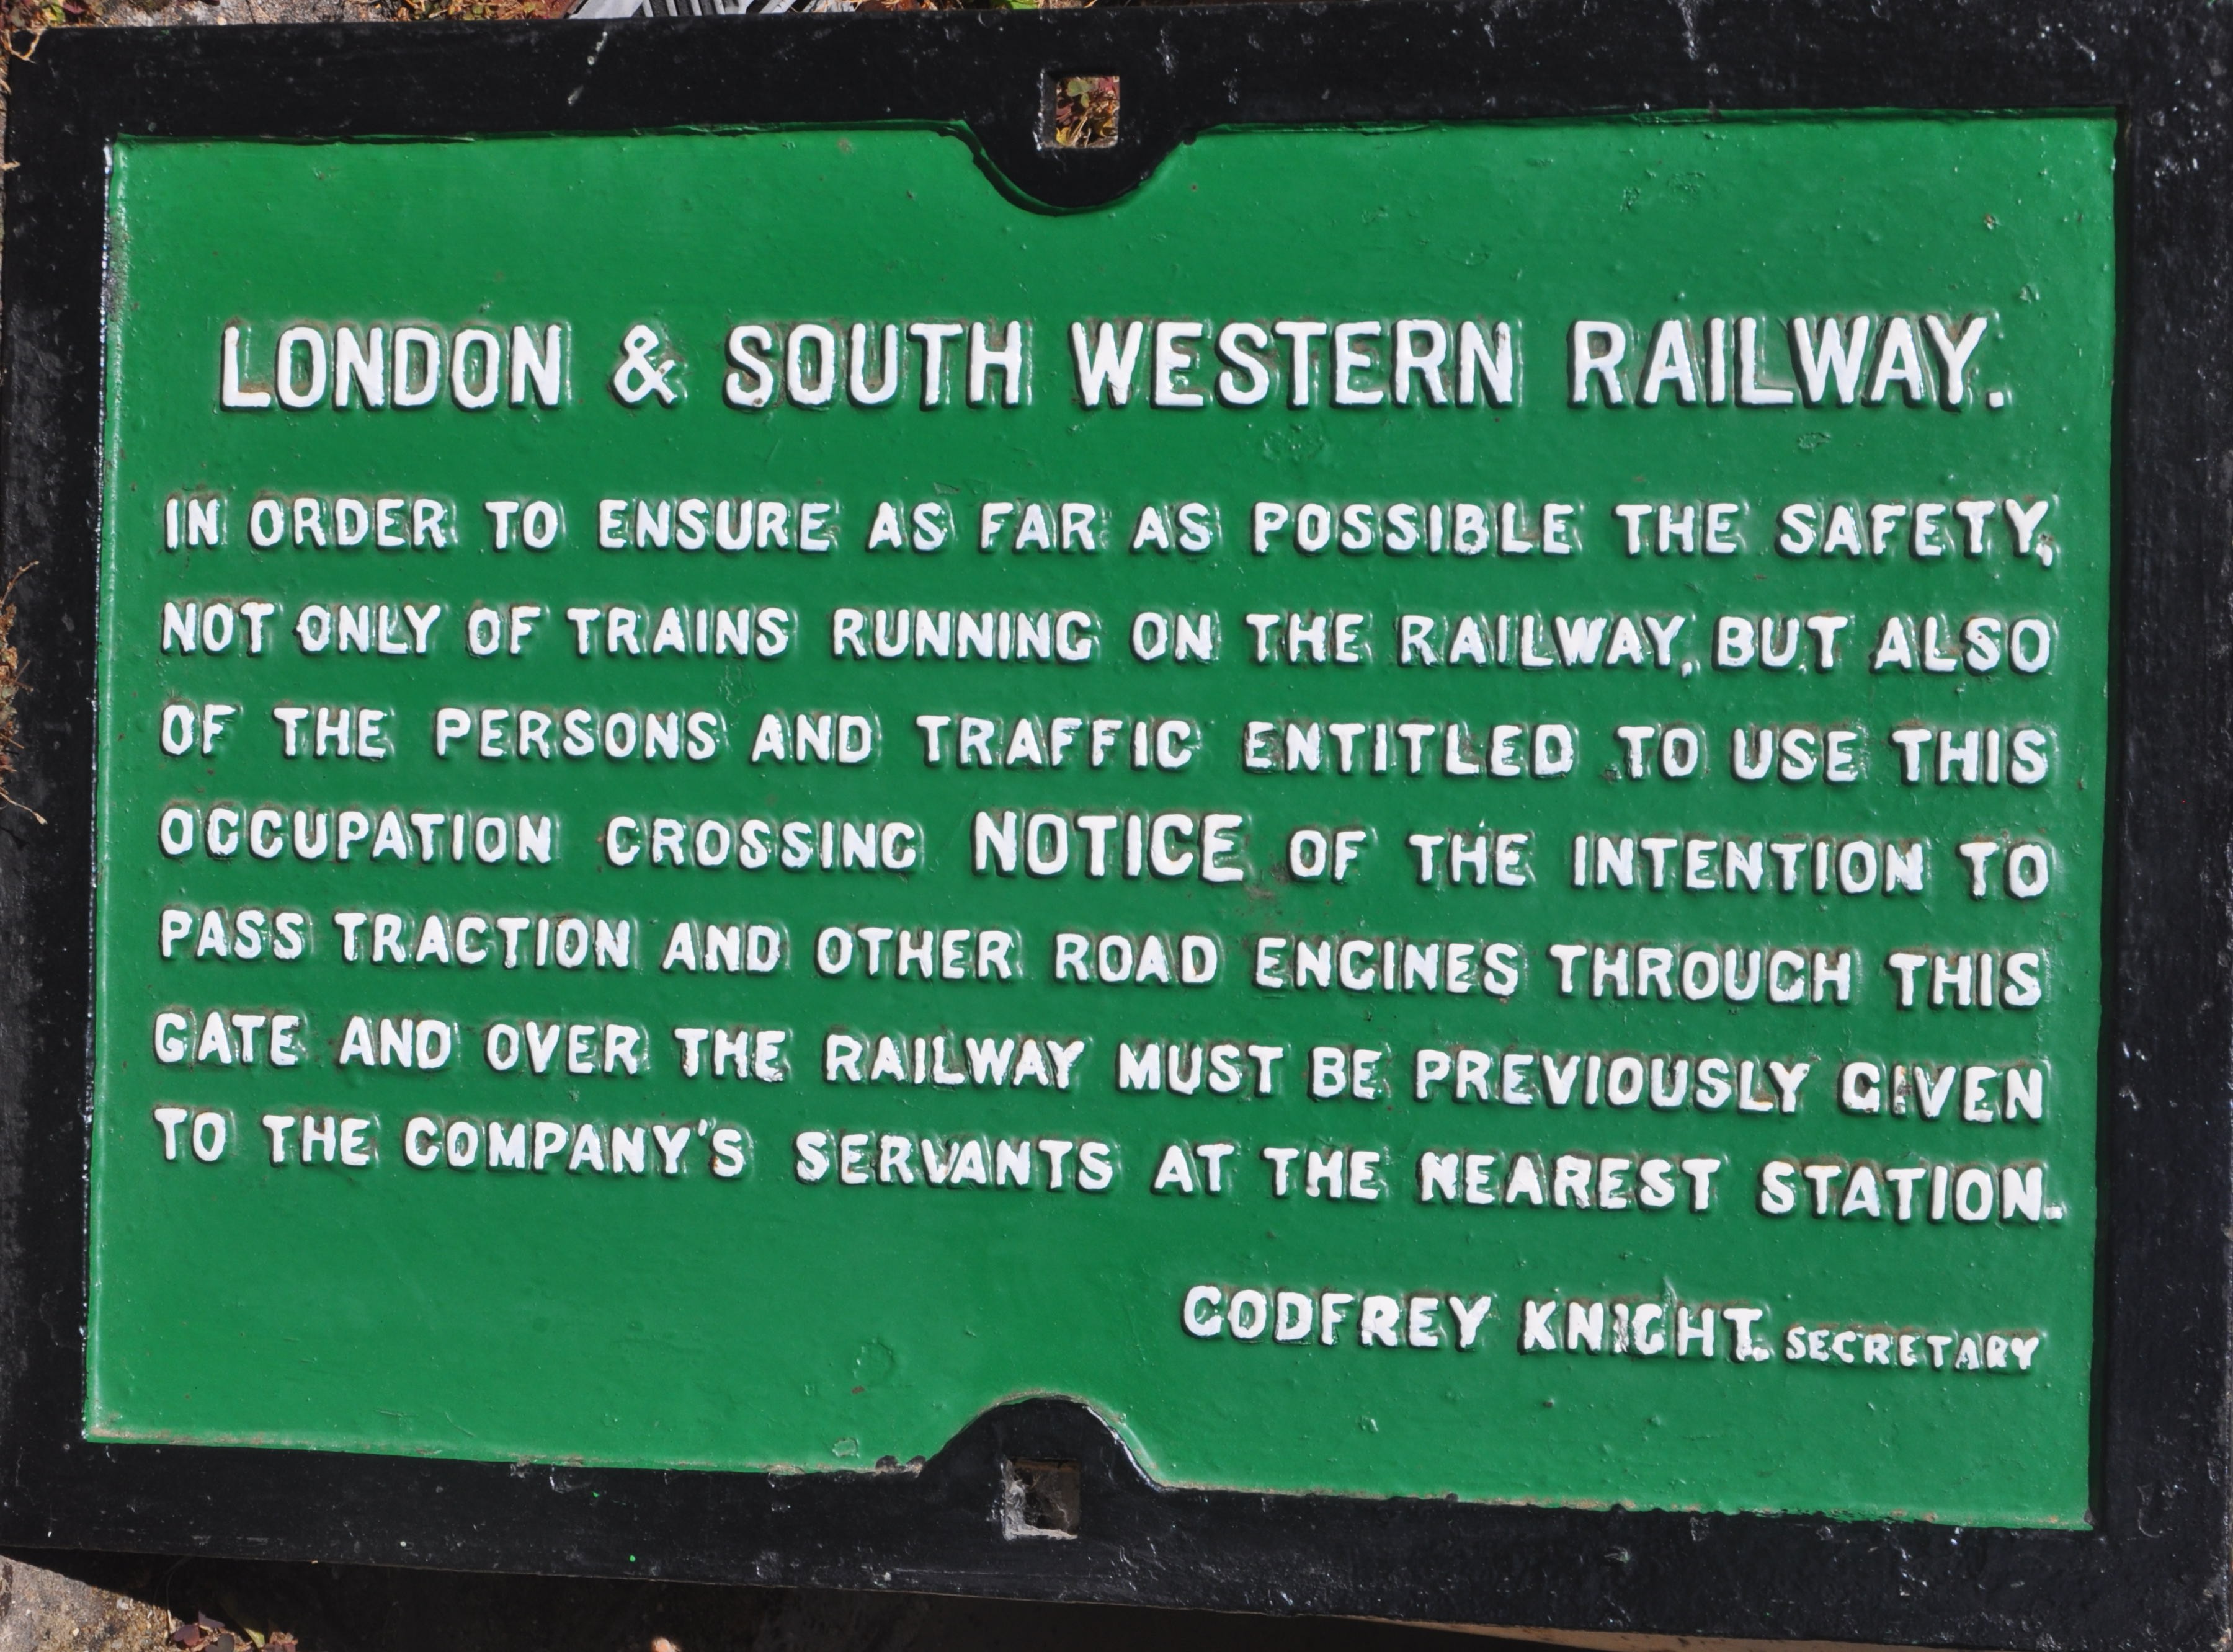 LONDON & SOUTH WESTERN RAILWAY.
IN ORDER TO ENSURE AS FAR AS POSSIBLE THE SAFETY,
NOT ONLY OF TRAINS RUNNING ON THE RAILWAY, BUT ALSO
OF THE PERSONS AND TRAFFIC ENTITLED TO USE THIS
OCCUPATION CROSSING NOTICE OF THE INTENTION TO
PASS TRACTION AND OTHER ROAD ENGINES THROUGH THIS
GATE AND OVER THE RAILWAY MUST BE PREVIOUSLY GIVEN
TO THE COMPANY'S SERVANTS AT THE NEAREST STATION.
GODFREY KNIGHT. SECRETARY